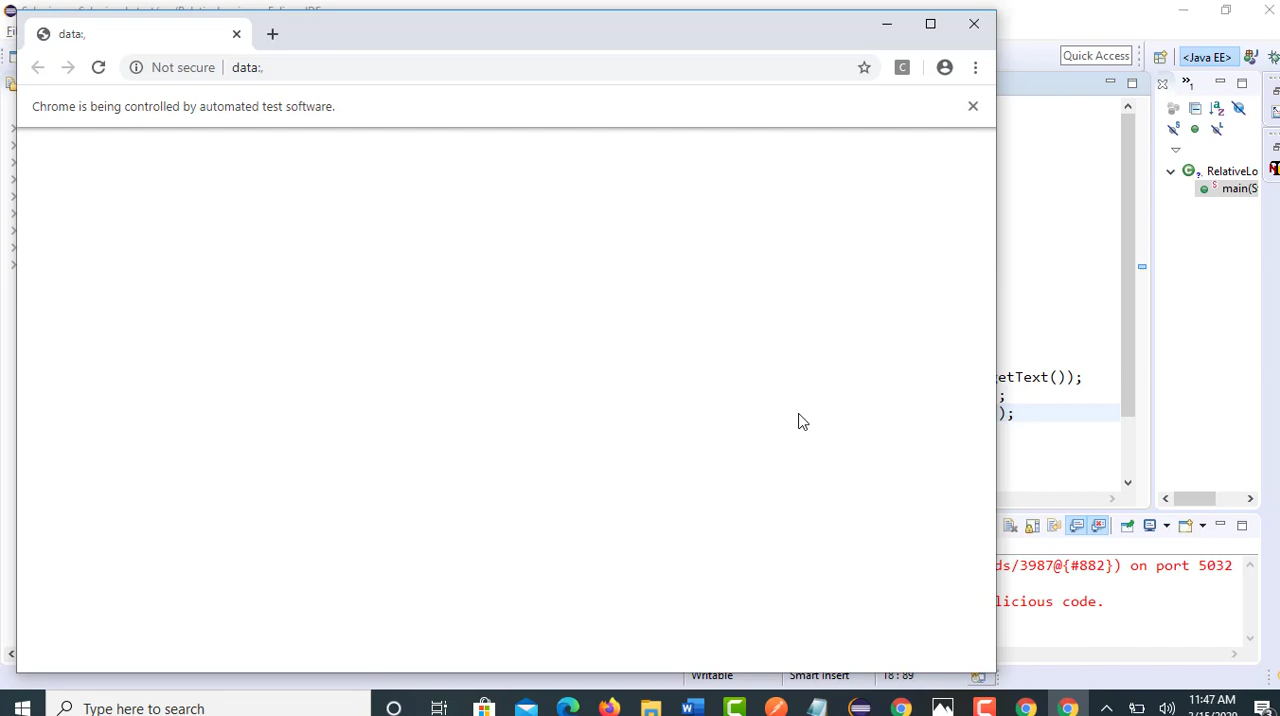 data:,
Not secure
data:,
Chrome is being controlled by automated test software.
Quick Access
<Java EE>
RelativeLo
main(S
getText());
;
);
ds/3987@{#882}) on port 5032
licious code.
Writable
Smart Insert
18 : 89
Type here to search
11:47 AM